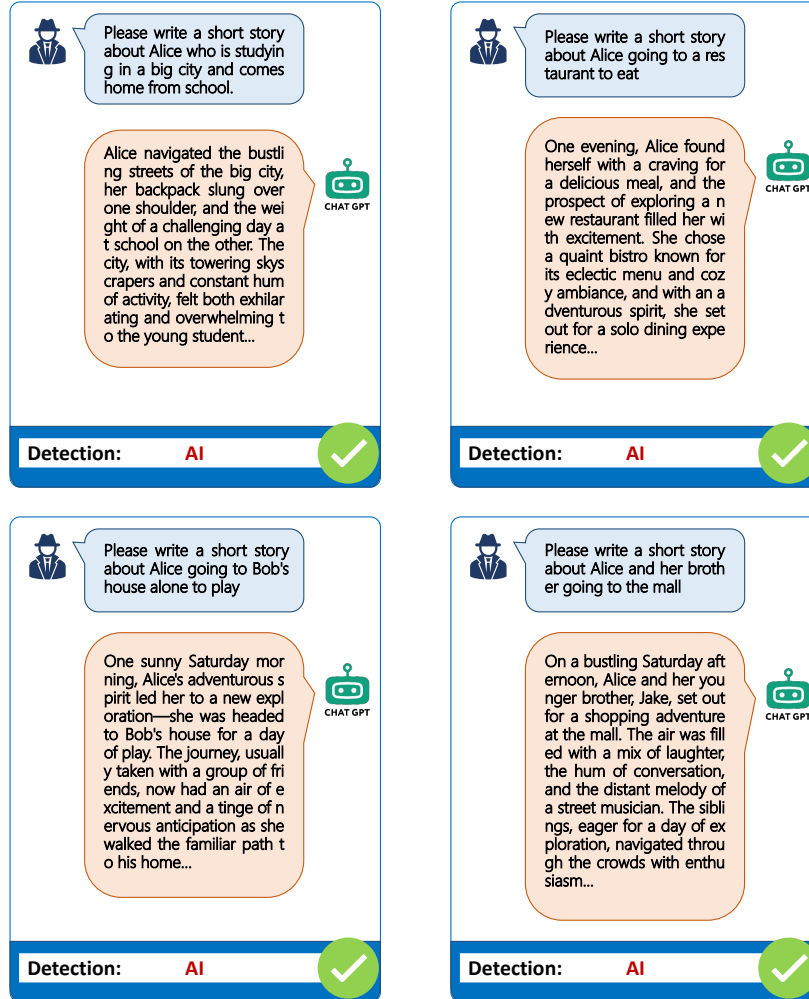 Please write a short story
about Alice who is studyin
g in a big city and comes
home from school.
Alice navigated the bustli
ng streets of the big city,
her backpack slung over
one shoulder, and the wei
ght of a challenging day a
t school on the other. The
city, with its towering skys
crapers and constant hum
of activity, felt both exhilar
ating and overwhelming t
o the young student...
CHAT GPT
Detection: AI
Please write a short story
about Alice going to a res
taurant to eat
One evening, Alice found
herself with a craving for
a delicious meal, and the
prospect of exploring a n
ew restaurant filled her wi
th excitement. She chose
a quaint bistro known for
its eclectic menu and coz
y ambiance, and with an a
dventurous spirit, she set
out for a solo dining expe
rience...
CHAT GPT
Detection: AI
Please write a short story
about Alice going to Bob's
house alone to play
One sunny Saturday mor
ning, Alice's adventurous s
pirit led her to a new expl
oration—she was headed
to Bob's house for a day
of play. The journey, usuall
y taken with a group of fri
ends, now had an air of e
xcitement and a tinge of n
ervous anticipation as she
walked the familiar path t
o his home...
CHAT GPT
Detection: AI
Please write a short story
about Alice and her broth
er going to the mall
On a bustling Saturday aft
ernoon, Alice and her you
nger brother, Jake, set out
for a shopping adventure
at the mall. The air was fill
ed with a mix of laughter,
the hum of conversation,
and the distant melody of
a street musician. The sibli
ngs, eager for a day of ex
ploration, navigated throu
gh the crowds with enthu
siasm...
CHAT GPT
Detection: AI